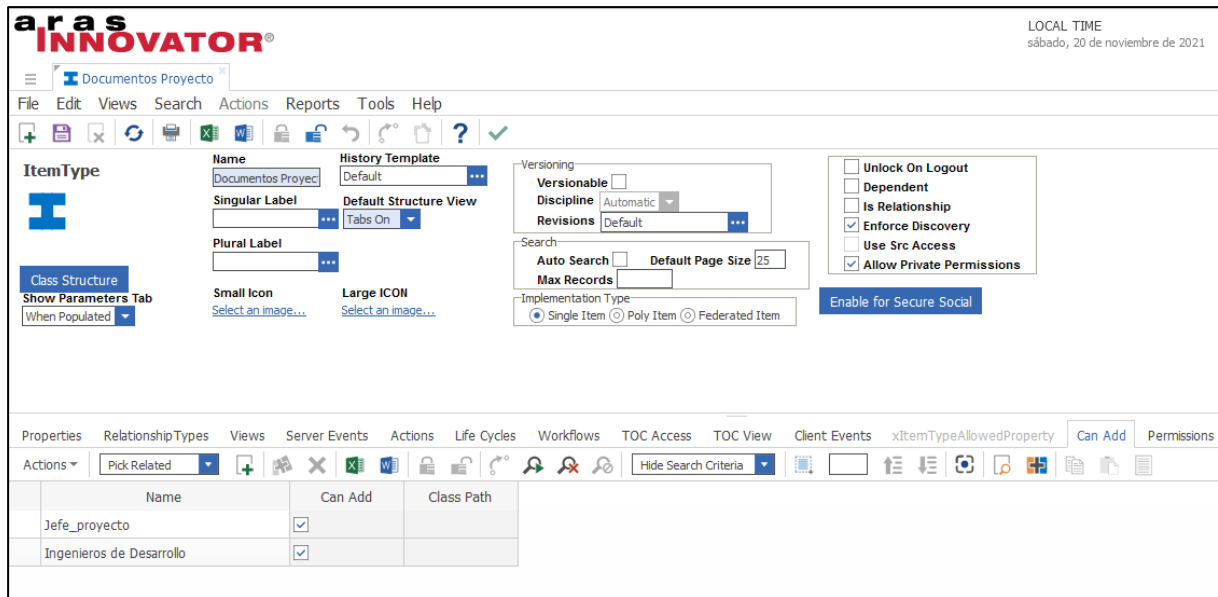 aras
INNOVATOR®
LOCAL TIME
sábado, 20 de noviembre de 2021
Documentos Proyecto
File Edit Views Search Actions Reports Tools Help
ItemType
Name
Documentos Proyec
History Template
Default
Singular Label
Default Structure View
Tabs On
Plural Label
Class Structure
Show Parameters Tab
When Populated
Small Icon
Select an image...
Large ICON
Select an image...
Versioning
Versionable
Discipline Automatic
Revisions Default
Search
Auto Search Default Page Size 25
Max Records
Implementation Type
Single Item Poly Item Federated Item
Unlock On Logout
Dependent
Is Relationship
Enforce Discovery
Use Src Access
Allow Private Permissions
Enable for Secure Social
Properties RelationshipTypes Views Server Events Actions Life Cycles Workflows TOC Access TOC View Client Events xItemTypeAllowedProperty Can Add Permissions
Actions Pick Related Hide Search Criteria
Name Can Add Class Path
Jefe_proyecto
Ingenieros de Desarrollo